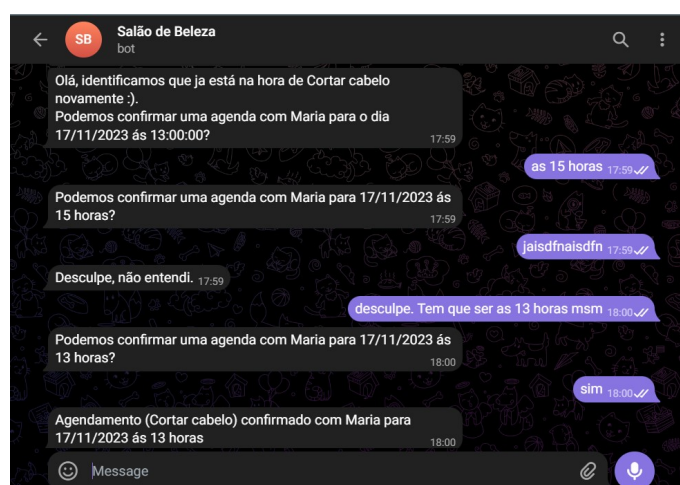 SB
Salão de Beleza
bot
Olá, identificamos que ja está na hora de Cortar cabelo
novamente :).
Podemos confirmar uma agenda com Maria para o dia
17/11/2023 ás 13:00:00?
17:59
as 15 horas 17:59
Podemos confirmar uma agenda com Maria para 17/11/2023 ás
15 horas?
17:59
jaisdfnaisdfn 17:59
Desculpe, não entendi. 17:59
desculpe. Tem que ser as 13 horas msm 18:00
Podemos confirmar uma agenda com Maria para 17/11/2023 ás
13 horas?
18:00
sim 18:00
Agendamento (Cortar cabelo) confirmado com Maria para
17/11/2023 ás 13 horas
18:00
Message